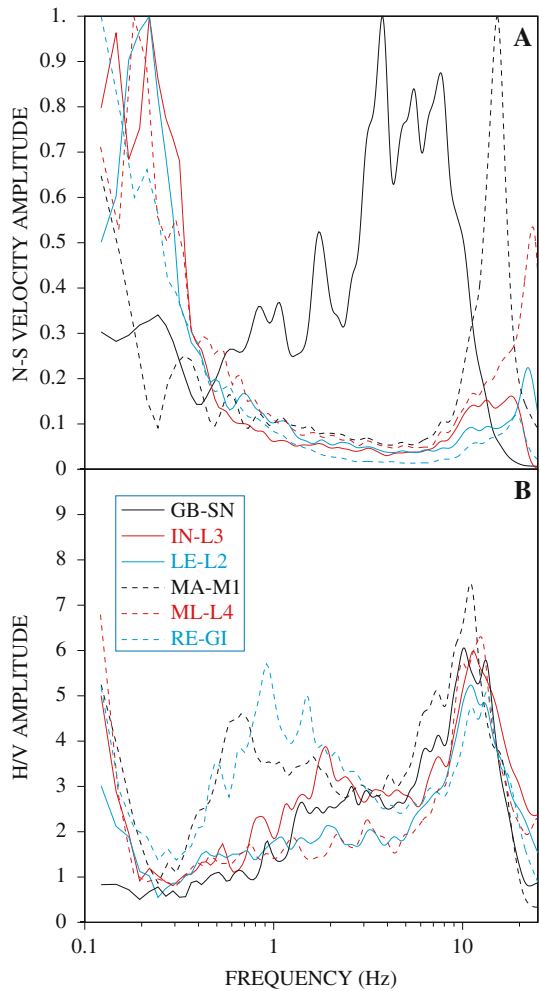 1.
0.9
0.8
0.7
0.6
0.5
0.4
0.3
0.2
0.1
0
N-S VELOCITY AMPLITUDE
A
B
9
8
7
6
5
4
3
2
1
0
H/V AMPLITUDE
GB-SN
IN-L3
LE-L2
MA-M1
ML-L4
RE-GI
0.1
1
10
FREQUENCY (Hz)